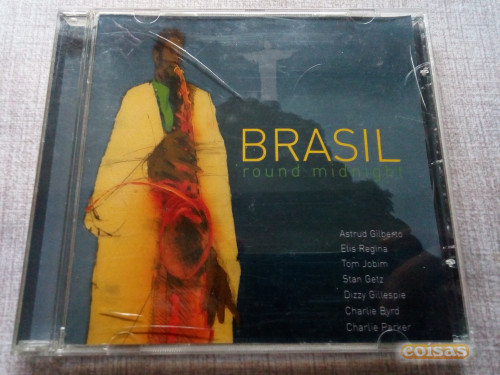 BRASIL
round midnight
Astrud Gilberto
Elis Regina
Tom Jobim
Stan Getz
Dizzy Gillespie
Charlie Byrd
Charlie Parker
coisas